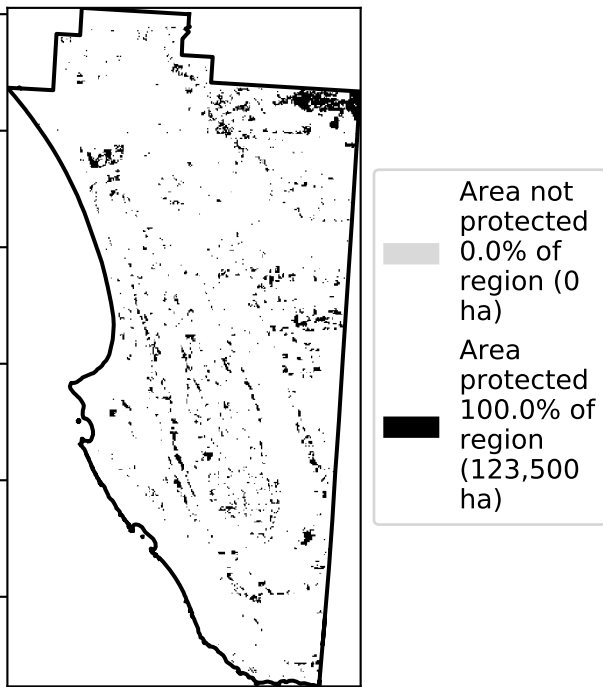 Area not
protected
0.0% of
region (0
ha)
Area
protected
100.0% of
region
(123,500
ha)